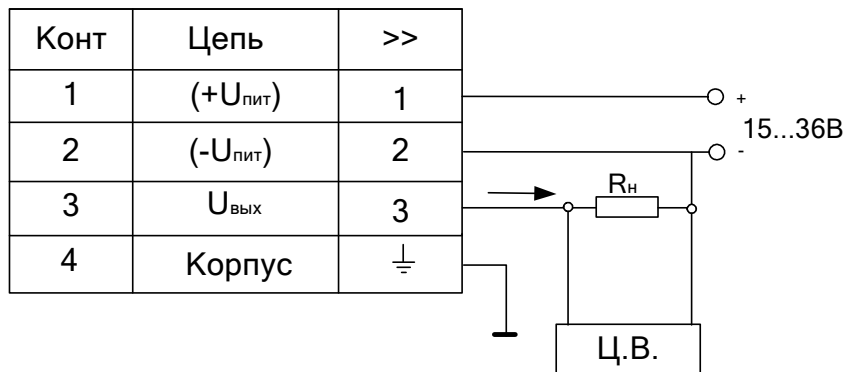 Конт Цепь >>
1 (+Uпит) 1 +
15...36В
2 (-Uпит) 2 -
3 Uвых 3 Rн
4 Корпус
Ц.В.